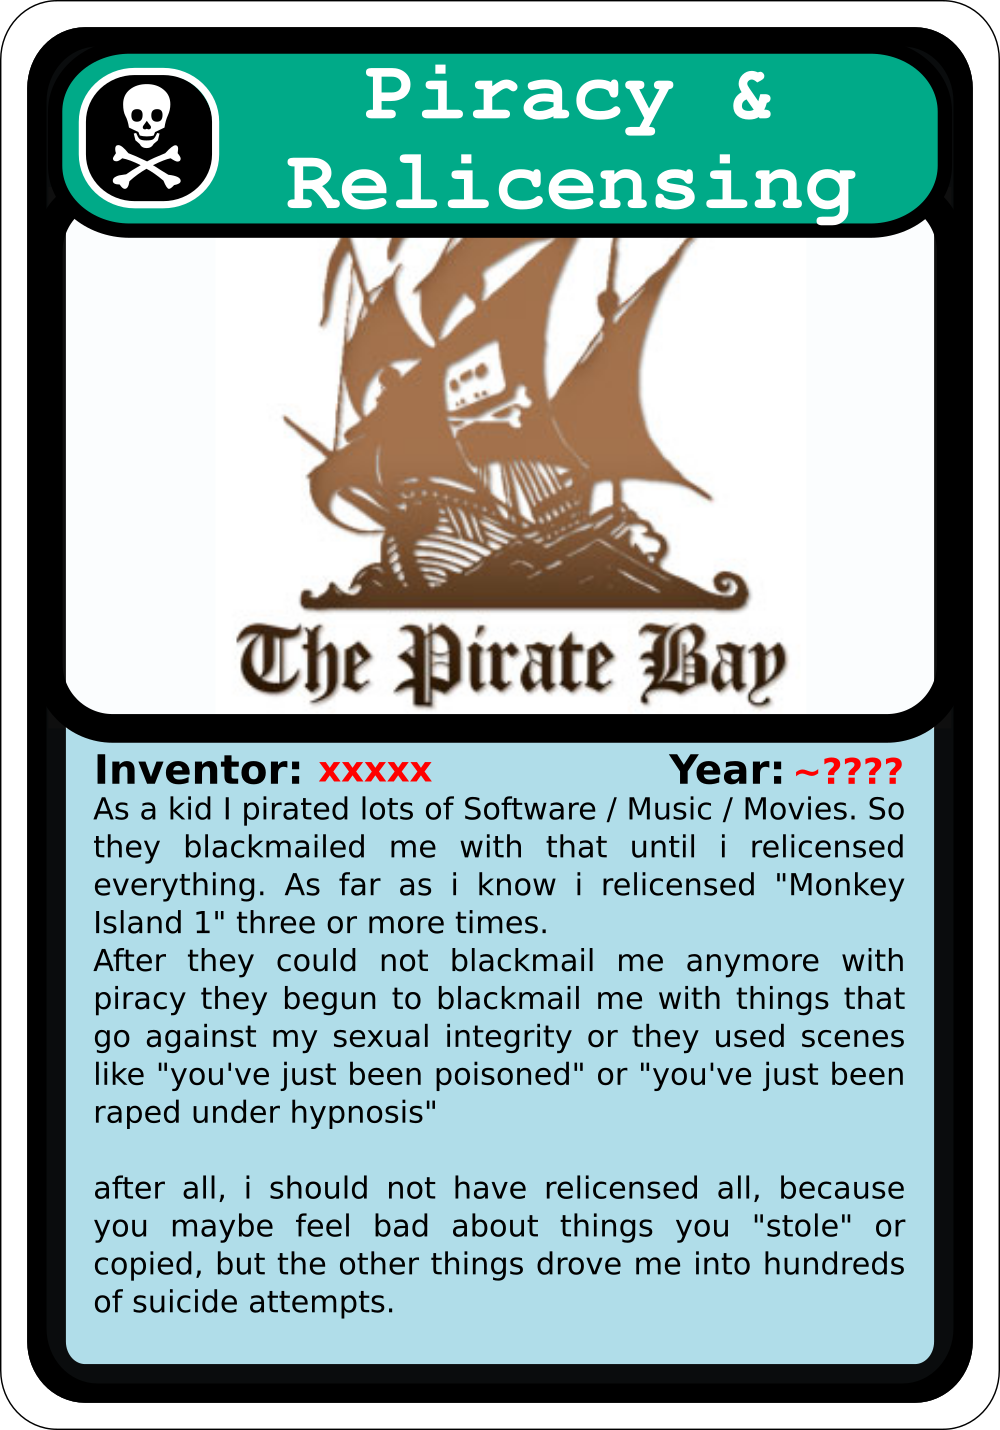 Piracy &
Relicensing
The Pirate Bay
Inventor: xxxxx Year: ~????
As a kid I pirated lots of Software / Music / Movies. So
they blackmailed me with that until i relicensed
everything. As far as i know i relicensed "Monkey
Island 1" three or more times.
After they could not blackmail me anymore with
piracy they begun to blackmail me with things that
go against my sexual integrity or they used scenes
like "you've just been poisoned" or "you've just been
raped under hypnosis"
after all, i should not have relicensed all, because
you maybe feel bad about things you "stole" or
copied, but the other things drove me into hundreds
of suicide attempts.